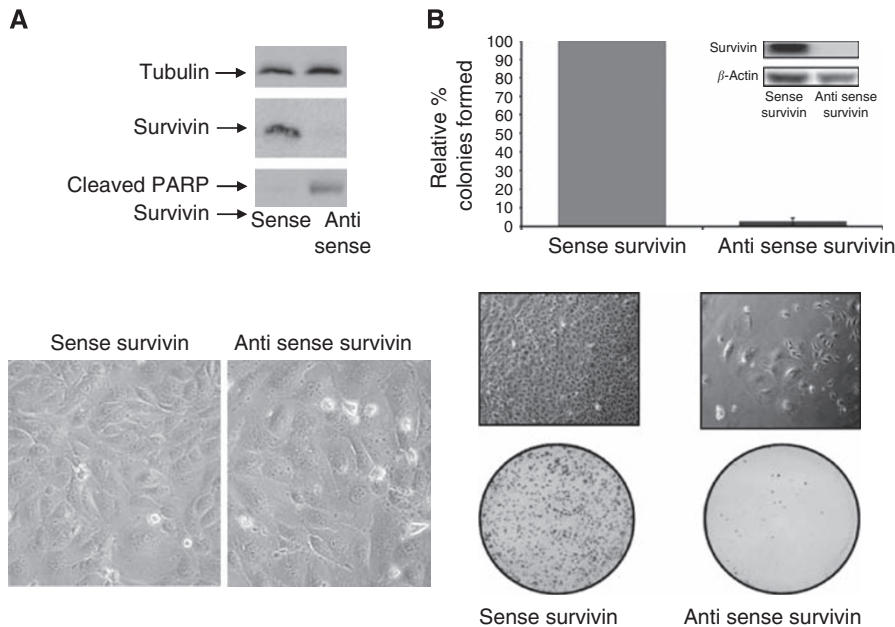 A
Tubulin
Survivin
Cleaved PARP
Survivin
Sense Anti
sense
Sense survivin Anti sense survivin
B
Relative %
colonies formed
100
90
80
70
60
50
40
30
20
10
0
Survivin
β-Actin
Sense Anti sense
survivin survivin
Sense survivin Anti sense survivin
Sense survivin Anti sense survivin